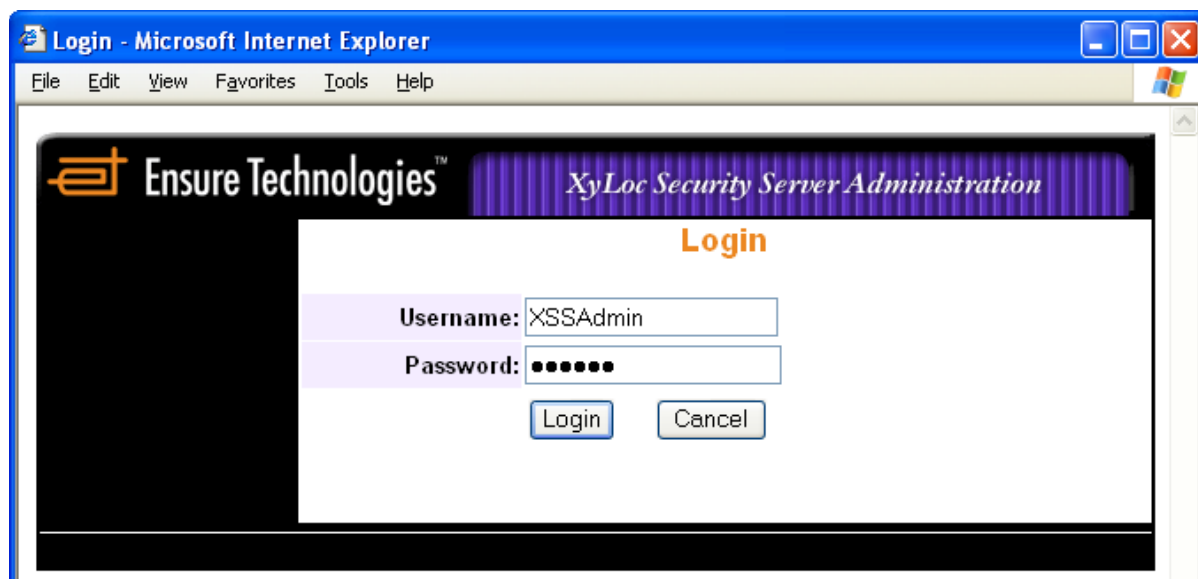 Login - Microsoft Internet Explorer
File Edit View Favorites Tools Help
Ensure Technologies™ XyLoc Security Server Administration
Login
Username: XSSAdmin
Password: ●●●●●●
Login Cancel